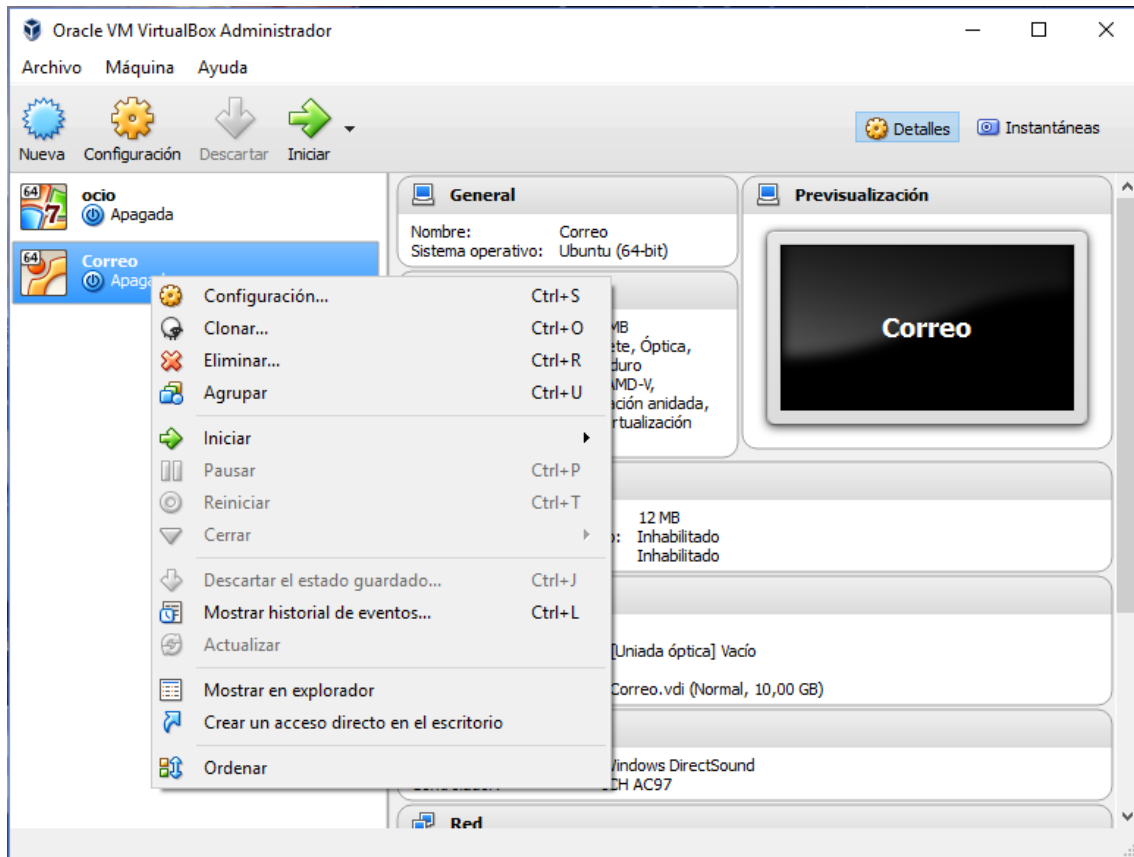 Oracle VM VirtualBox Administrador
Archivo Máquina Ayuda
Nueva Configuración Descartar Iniciar
Detalles Instantáneas
64 7 ocio
Apagada
64 Correo
Apaga
General
Nombre: Correo
Sistema operativo: Ubuntu (64-bit)
Previsualización
Correo
Configuración... Ctrl+S
Clonar... Ctrl+O
Eliminar... Ctrl+R
Agrupar Ctrl+U
Iniciar
Pausar Ctrl+P
Reiniciar Ctrl+T
Cerrar
Descartar el estado guardado... Ctrl+J
Mostrar historial de eventos... Ctrl+L
Actualizar
Mostrar en explorador
Crear un acceso directo en el escritorio
Ordenar
MB
ete, Óptica,
duro
AMD-V,
ación anidada,
rtualización
12 MB
o: Inhabilitado
Inhabilitado
[Uniada óptica] Vacío
Correo.vdi (Normal, 10,00 GB)
Windows DirectSound
ICH AC97
Red